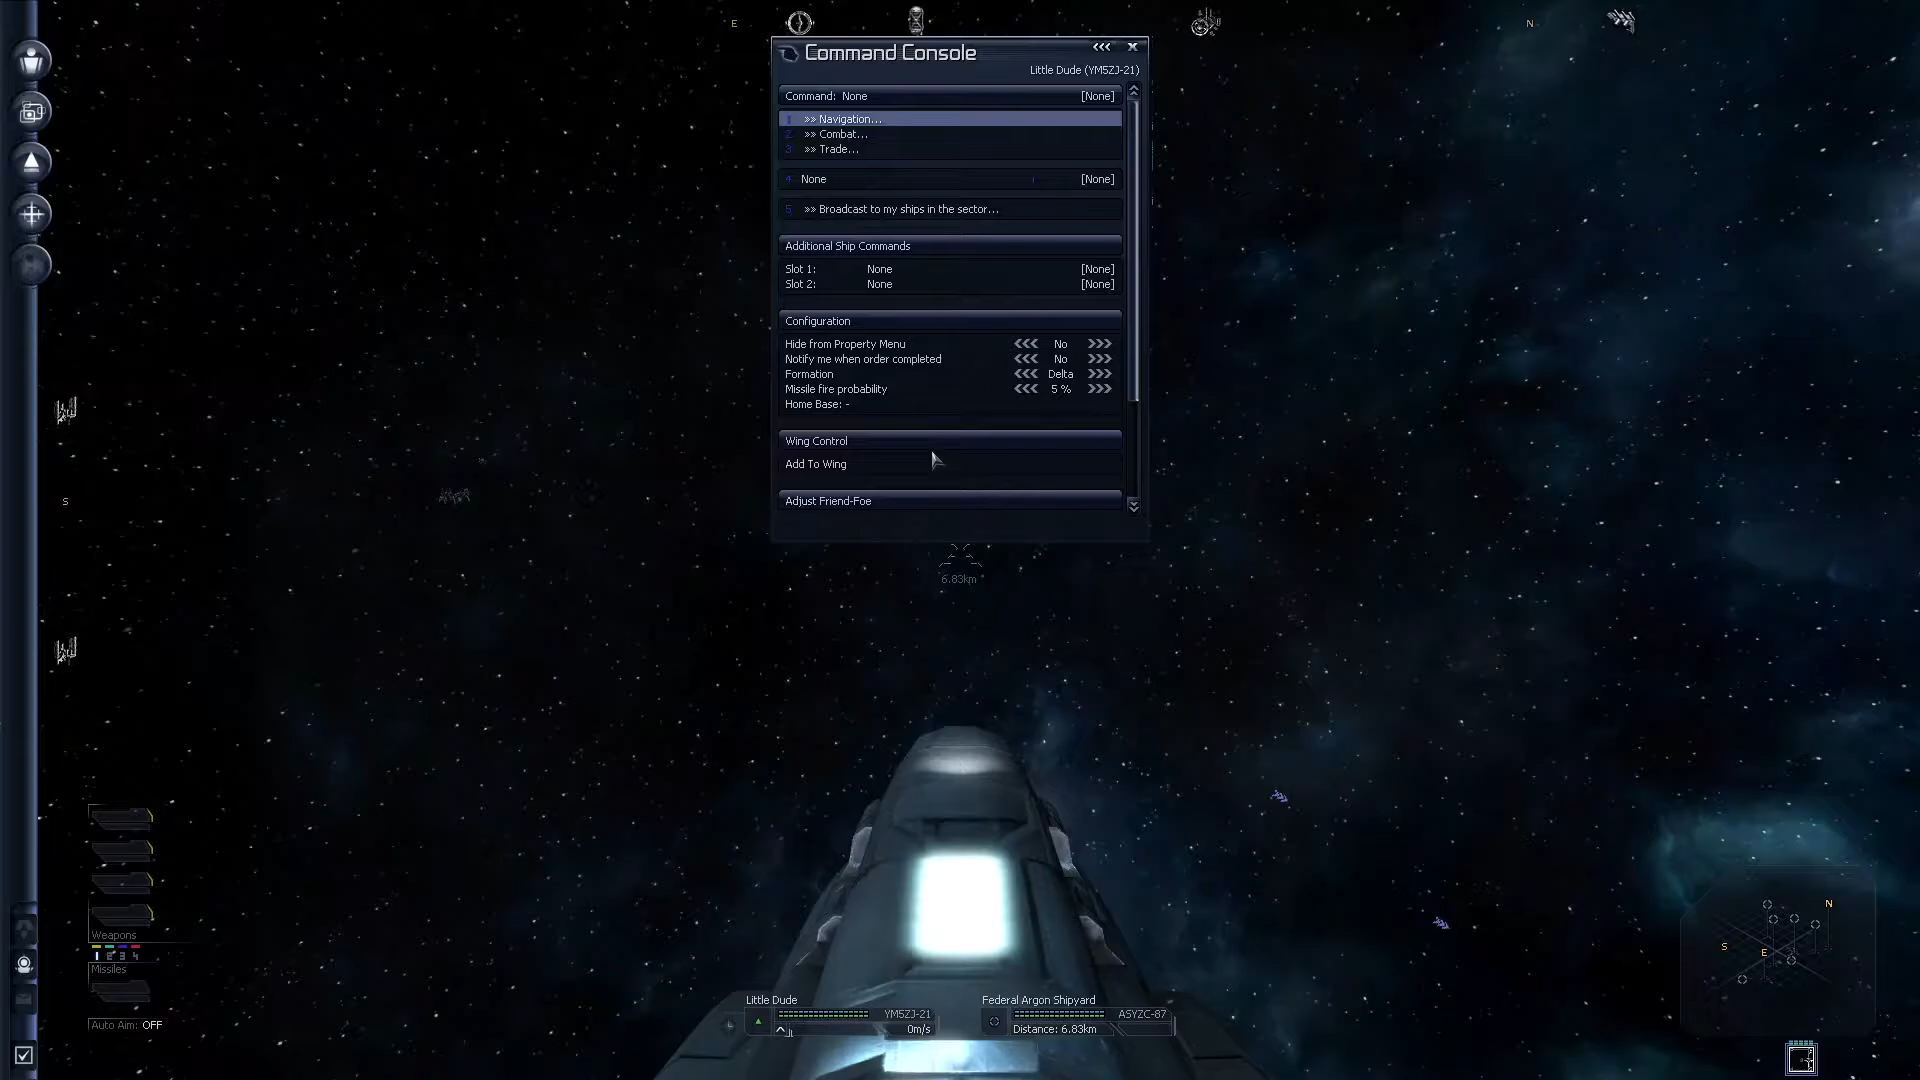 E
N
Command Console
Little Dude (YM5ZJ-21)
Command: None [None]
1 >> Navigation...
2 >> Combat...
3 >> Trade...
4 None [None]
5 >> Broadcast to my ships in the sector...
Additional Ship Commands
Slot 1: None [None]
Slot 2: None [None]
Configuration
Hide from Property Menu <<< No >>>
Notify me when order completed <<< No >>>
Formation <<< Delta >>>
Missile fire probability <<< 5 % >>>
Home Base: -
Wing Control
Add To Wing
Adjust Friend-Foe
S
6.83km
N
S
E
Weapons
1 2 3 4
Missiles
Auto Aim: OFF
Little Dude
YM5ZJ-21
0m/s
Federal Argon Shipyard
ASYZC-87
Distance: 6.83km